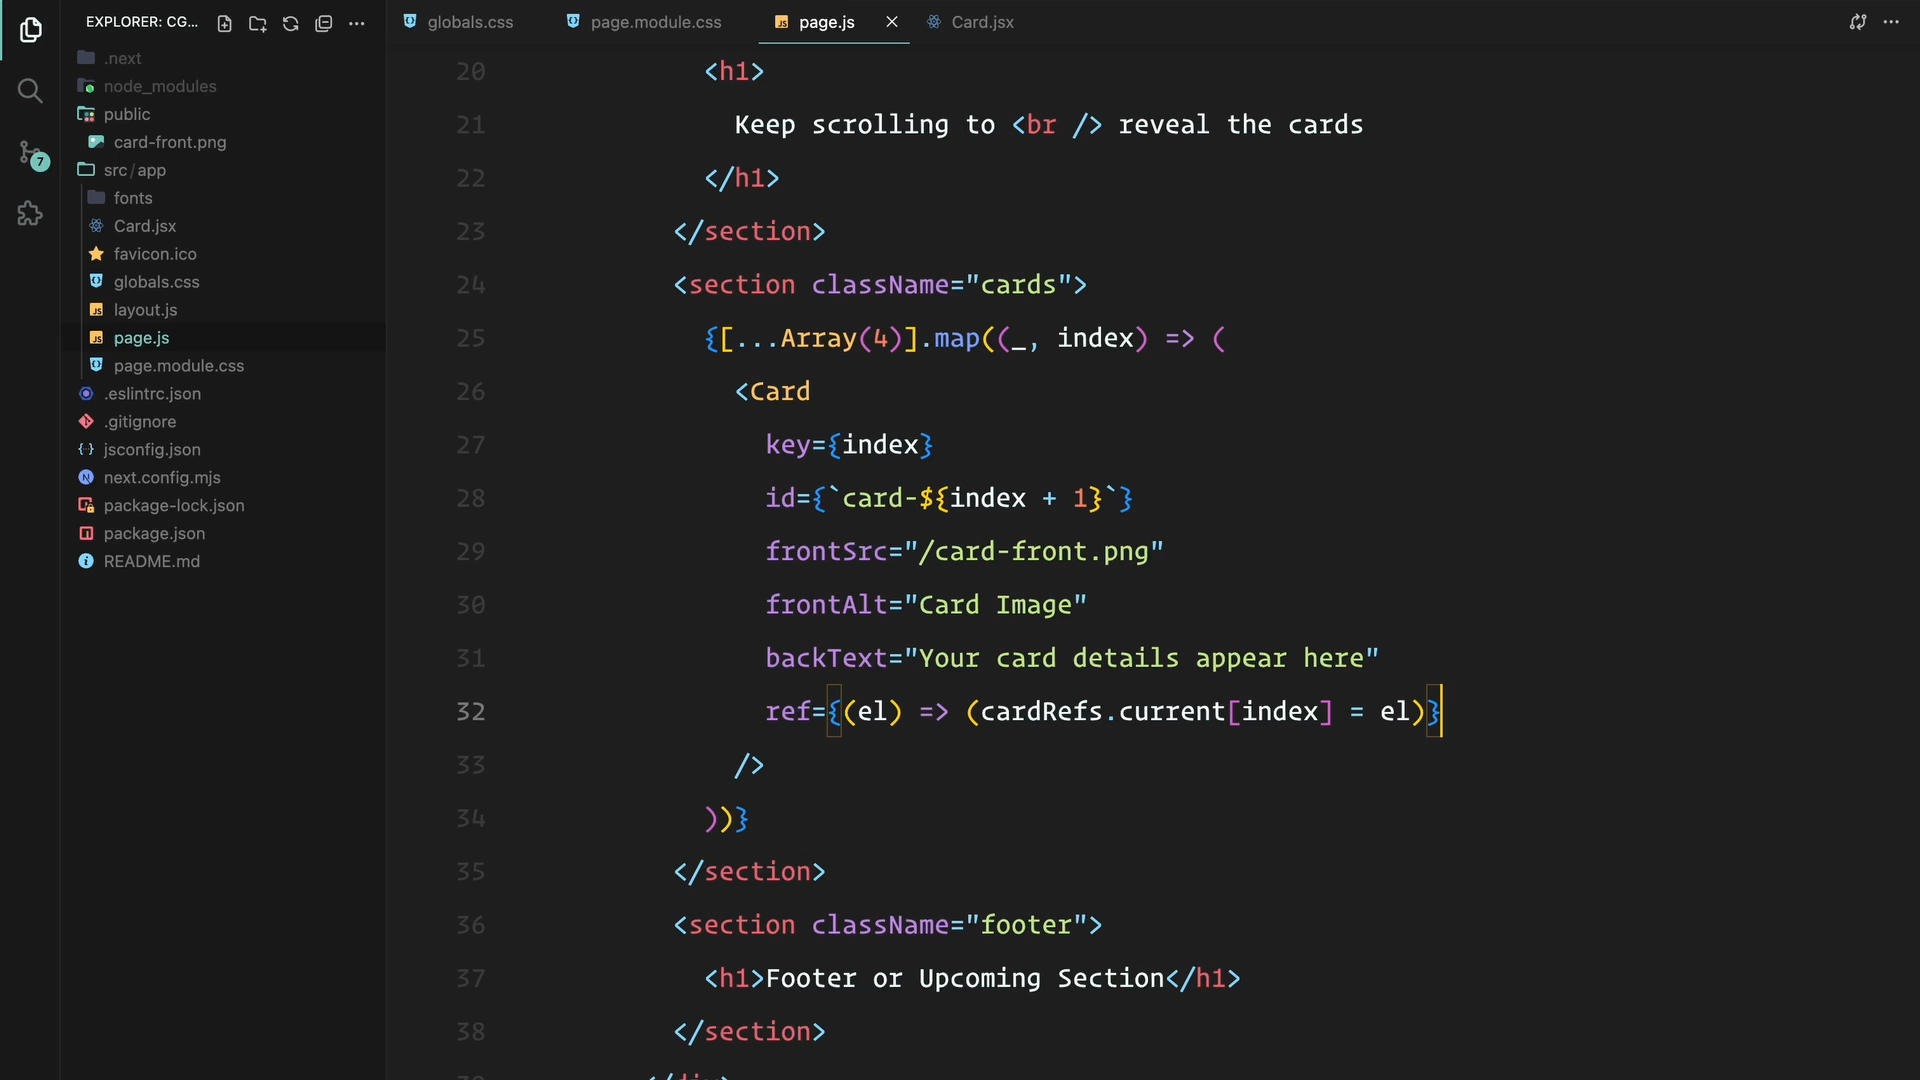 EXPLORER: CG...
.next
node_modules
public
card-front.png
src/app
fonts
Card.jsx
favicon.ico
globals.css
layout.js
page.js
page.module.css
.eslintrc.json
.gitignore
jsconfig.json
next.config.mjs
package-lock.json
package.json
README.md
7
globals.css
page.module.css
page.js
Card.jsx
20 <h1>
21 Keep scrolling to <br /> reveal the cards
22 </h1>
23 </section>
24 <section className="cards">
25 {[...Array(4)].map((_, index) => (
26 <Card
27 key={index}
28 id={`card-${index + 1}`}
29 frontSrc="/card-front.png"
30 frontAlt="Card Image"
31 backText="Your card details appear here"
32 ref={(el) => (cardRefs.current[index] = el)}
33 />
34 ))}
35 </section>
36 <section className="footer">
37 <h1>Footer or Upcoming Section</h1>
38 </section>